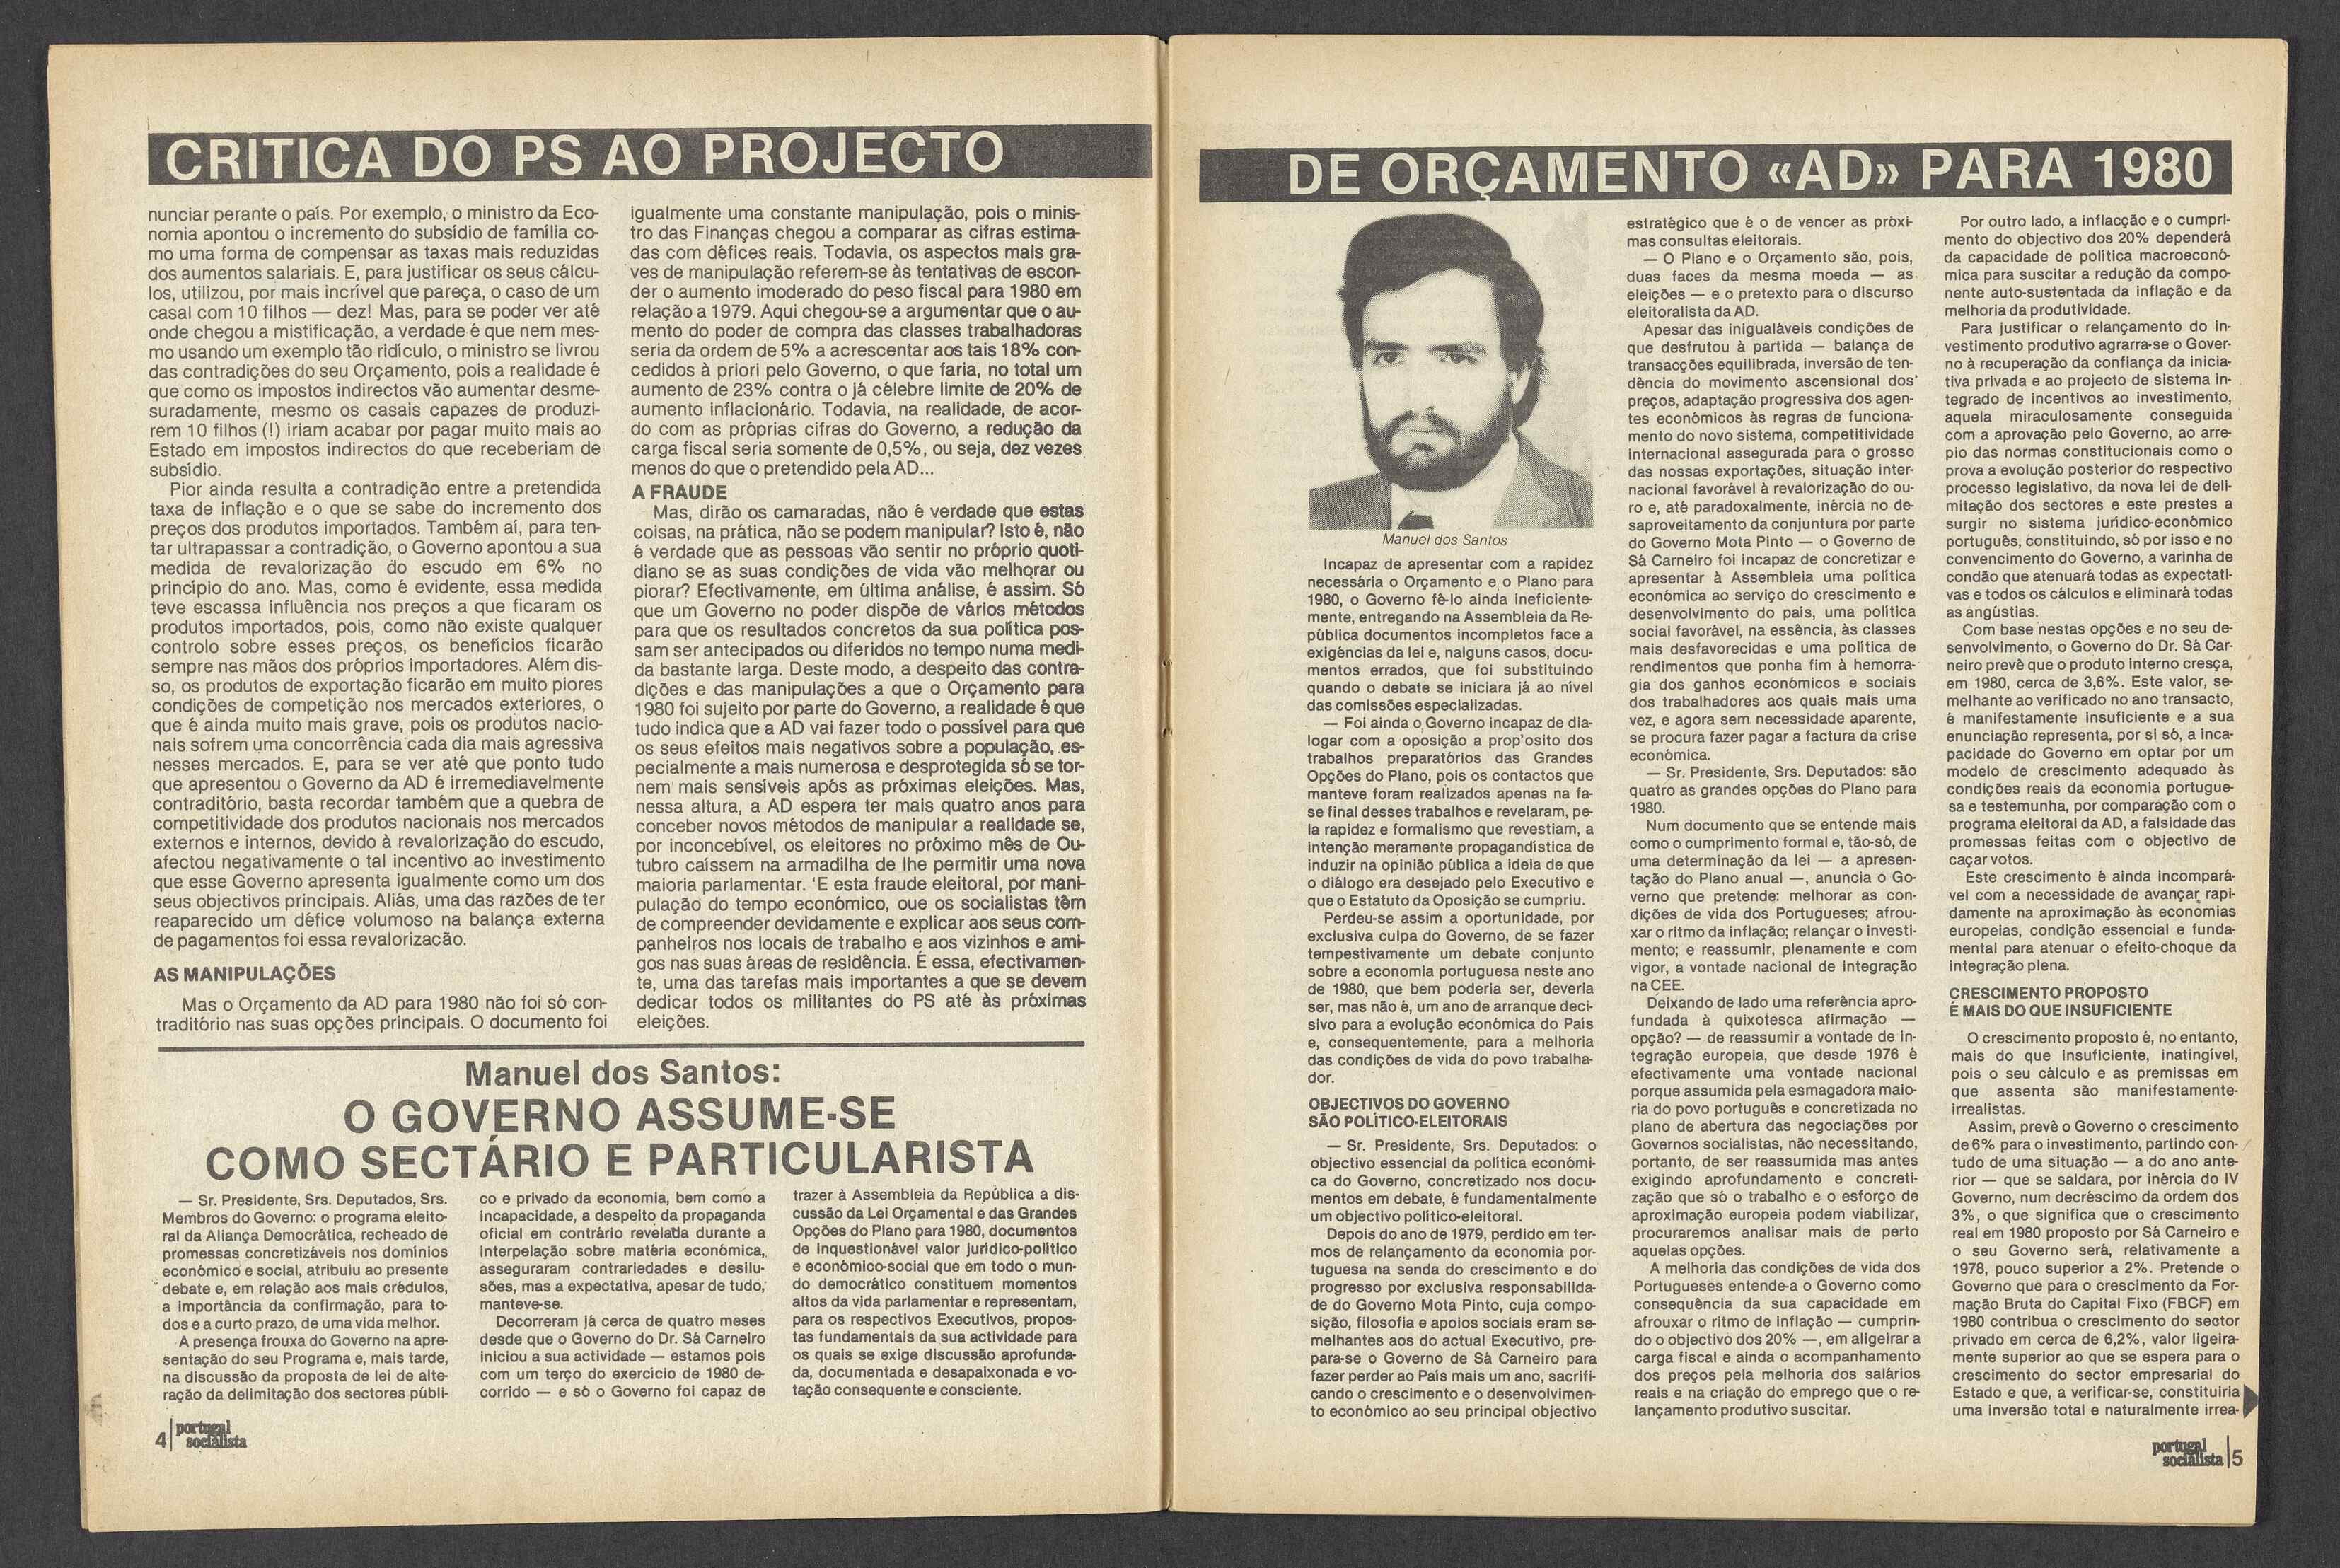 CRITICA DO PS AO PROJECTO
nunciar perante o país. Por exemplo, o ministro da Eco-
nomia apontou o incremento do subsídio de família co-
mo uma forma de compensar as taxas mais reduzidas
dos aumentos salariais. E, para justificar os seus cálcu-
los, utilizou, por mais incrível que pareça, o caso de um
casal com 10 filhos — dez! Mas, para se poder ver até
onde chegou a mistificação, a verdade é que nem mes-
mo usando um exemplo tão ridículo, o ministro se livrou
das contradições do seu Orçamento, pois a realidade é
que como os impostos indirectos vão aumentar desme-
suradamente, mesmo os casais capazes de produzi-
rem 10 filhos (!) iriam acabar por pagar muito mais ao
Estado em impostos indirectos do que receberiam de
subsídio.
Pior ainda resulta a contradição entre a pretendida
taxa de inflação e o que se sabe do incremento dos
preços dos produtos importados. Também aí, para ten-
tar ultrapassar a contradição, o Governo apontou a sua
medida de revalorização do escudo em 6% no
princípio do ano. Mas, como é evidente, essa medida
teve escassa influência nos preços a que ficaram os
produtos importados, pois, como não existe qualquer
controlo sobre esses preços, os benefícios ficarão
sempre nas mãos dos próprios importadores. Além dis-
so, os produtos de exportação ficarão em muito piores
condições de competição nos mercados exteriores, o
que é ainda muito mais grave, pois os produtos nacio-
nais sofrem uma concorrência cada dia mais agressiva
nesses mercados. E, para se ver até que ponto tudo
que apresentou o Governo da AD é irremediavelmente
contraditório, basta recordar também que a quebra de
competitividade dos produtos nacionais nos mercados
externos e internos, devido à revalorização do escudo,
afectou negativamente o tal incentivo ao investimento
que esse Governo apresenta igualmente como um dos
seus objectivos principais. Aliás, uma das razões de ter
reaparecido um défice volumoso na balança externa
de pagamentos foi essa revalorização.
AS MANIPULAÇÕES
Mas o Orçamento da AD para 1980 não foi só con-
traditório nas suas opções principais. O documento foi
igualmente uma constante manipulação, pois o minis-
tro das Finanças chegou a comparar as cifras estima-
das com défices reais. Todavia, os aspectos mais gra-
ves de manipulação referem-se às tentativas de escon-
der o aumento imoderado do peso fiscal para 1980 em
relação a 1979. Aqui chegou-se a argumentar que o au-
mento do poder de compra das classes trabalhadoras
seria da ordem de 5% a acrescentar aos tais 18% con-
cedidos à priori pelo Governo, o que faria, no total um
aumento de 23% contra o já célebre limite de 20% de
aumento inflacionário. Todavia, na realidade, de acor-
do com as próprias cifras do Governo, a redução da
carga fiscal seria somente de 0,5%, ou seja, dez vezes
menos do que o pretendido pela AD...
A FRAUDE
Mas, dirão os camaradas, não é verdade que estas
coisas, na prática, não se podem manipular? Isto é, não
é verdade que as pessoas vão sentir no próprio quoti-
diano se as suas condições de vida vão melhorar ou
piorar? Efectivamente, em última análise, é assim. Só
que um Governo no poder dispõe de vários métodos
para que os resultados concretos da sua política pos-
sam ser antecipados ou diferidos no tempo numa medi-
da bastante larga. Deste modo, a despeito das contra-
dições e das manipulações a que o Orçamento para
1980 foi sujeito por parte do Governo, a realidade é que
tudo indica que a AD vai fazer todo o possível para que
os seus efeitos mais negativos sobre a população, es-
pecialmente a mais numerosa e desprotegida só se tor-
nem mais sensíveis após as próximas eleições. Mas,
nessa altura, a AD espera ter mais quatro anos para
conceber novos métodos de manipular a realidade se,
por inconcebível, os eleitores no próximo mês de Ou-
tubro caíssem na armadilha de lhe permitir uma nova
maioria parlamentar. 'E esta fraude eleitoral, por mani-
pulação do tempo económico, oue os socialistas têm
de compreender devidamente e explicar aos seus com-
panheiros nos locais de trabalho e aos vizinhos e ami-
gos nas suas áreas de residência. É essa, efectivamen-
te, uma das tarefas mais importantes a que se devem
dedicar todos os militantes do PS até às próximas
eleições.
Manuel dos Santos:
O GOVERNO ASSUME-SE
COMO SECTÁRIO E PARTICULARISTA
— Sr. Presidente, Srs. Deputados, Srs.
Membros do Governo: o programa eleito-
ral da Aliança Democrática, recheado de
promessas concretizáveis nos domínios
económico e social, atribuiu ao presente
debate e, em relação aos mais crédulos,
a importância da confirmação, para to-
dos e a curto prazo, de uma vida melhor.
A presença frouxa do Governo na apre-
sentação do seu Programa e, mais tarde,
na discussão da proposta de lei de alte-
ração da delimitação dos sectores públi-
co e privado da economia, bem como a
incapacidade, a despeito da propaganda
oficial em contrário revelada durante a
interpelação sobre matéria económica,
asseguraram contrariedades e desilu-
sões, mas a expectativa, apesar de tudo,
manteve-se.
Decorreram já cerca de quatro meses
desde que o Governo do Dr. Sá Carneiro
iniciou a sua actividade — estamos pois
com um terço do exercício de 1980 de-
corrido — e só o Governo foi capaz de
trazer à Assembleia da República a dis-
cussão da Lei Orçamental e das Grandes
Opções do Plano para 1980, documentos
de inquestionável valor jurídico-político
e económico-social que em todo o mun-
do democrático constituem momentos
altos da vida parlamentar e representam,
para os respectivos Executivos, propos-
tas fundamentais da sua actividade para
os quais se exige discussão aprofunda-
da, documentada e desapaixonada e vo-
tação consequente e consciente.
4 portugal
socialista
DE ORÇAMENTO «AD» PARA 1980
Manuel dos Santos
Incapaz de apresentar com a rapidez
necessária o Orçamento e o Plano para
1980, o Governo fê-lo ainda ineficiente-
mente, entregando na Assembleia da Re-
pública documentos incompletos face a
exigências da lei e, nalguns casos, docu-
mentos errados, que foi substituindo
quando o debate se iniciara já ao nível
das comissões especializadas.
— Foi ainda o Governo incapaz de dia-
logar com a oposição a prop'osito dos
trabalhos preparatórios das Grandes
Opções do Plano, pois os contactos que
manteve foram realizados apenas na fa-
se final desses trabalhos e revelaram, pe-
la rapidez e formalismo que revestiam, a
intenção meramente propagandística de
induzir na opinião pública a ideia de que
o diálogo era desejado pelo Executivo e
que o Estatuto da Oposição se cumpriu.
Perdeu-se assim a oportunidade, por
exclusiva culpa do Governo, de se fazer
tempestivamente um debate conjunto
sobre a economia portuguesa neste ano
de 1980, que bem poderia ser, deveria
ser, mas não é, um ano de arranque deci-
sivo para a evolução económica do País
e, consequentemente, para a melhoria
das condições de vida do povo trabalha-
dor.
OBJECTIVOS DO GOVERNO
SÃO POLÍTICO-ELEITORAIS
— Sr. Presidente, Srs. Deputados: o
objectivo essencial da política económi-
ca do Governo, concretizado nos docu-
mentos em debate, é fundamentalmente
um objectivo político-eleitoral.
Depois do ano de 1979, perdido em ter-
mos de relançamento da economia por-
tuguesa na senda do crescimento e do
progresso por exclusiva responsabilida-
de do Governo Mota Pinto, cuja compo-
sição, filosofia e apoios sociais eram se-
melhantes aos do actual Executivo, pre-
para-se o Governo de Sá Carneiro para
fazer perder ao País mais um ano, sacrifi-
cando o crescimento e o desenvolvimen-
to económico ao seu principal objectivo
estratégico que é o de vencer as próxi-
mas consultas eleitorais.
— O Plano e o Orçamento são, pois,
duas faces da mesma moeda — as
eleições — e o pretexto para o discurso
eleitoralista da AD.
Apesar das inigualáveis condições de
que desfrutou à partida — balança de
transacções equilibrada, inversão de ten-
dência do movimento ascensional dos
preços, adaptação progressiva dos agen-
tes económicos às regras de funciona-
mento do novo sistema, competitividade
internacional assegurada para o grosso
das nossas exportações, situação inter-
nacional favorável à revalorização do ou-
ro e, até paradoxalmente, inércia no de-
saproveitamento da conjuntura por parte
do Governo Mota Pinto — o Governo de
Sá Carneiro foi incapaz de concretizar e
apresentar à Assembleia uma política
económica ao serviço do crescimento e
desenvolvimento do país, uma política
social favorável, na essência, às classes
mais desfavorecidas e uma política de
rendimentos que ponha fim à hemorra-
gia dos ganhos económicos e sociais
dos trabalhadores aos quais mais uma
vez, e agora sem necessidade aparente,
se procura fazer pagar a factura da crise
económica.
— Sr. Presidente, Srs. Deputados: são
quatro as grandes opções do Plano para
1980.
Num documento que se entende mais
como o cumprimento formal e, tão-só, de
uma determinação da lei — a apresen-
tação do Plano anual —, anuncia o Go-
verno que pretende: melhorar as con-
dições de vida dos Portugueses; afrou-
xar o ritmo da inflação; relançar o investi-
mento; e reassumir, plenamente e com
vigor, a vontade nacional de integração
na CEE.
Deixando de lado uma referência apro-
fundada à quixotesca afirmação —
opção? — de reassumir a vontade de in-
tegração europeia, que desde 1976 é
efectivamente uma vontade nacional
porque assumida pela esmagadora maio-
ria do povo português e concretizada no
plano de abertura das negociações por
Governos socialistas, não necessitando,
portanto, de ser reassumida mas antes
exigindo aprofundamento e concreti-
zação que só o trabalho e o esforço de
aproximação europeia podem viabilizar,
procuraremos analisar mais de perto
aquelas opções.
A melhoria das condições de vida dos
Portugueses entende-a o Governo como
consequência da sua capacidade em
afrouxar o ritmo de inflação — cumprin-
do o objectivo dos 20% —, em aligeirar a
carga fiscal e ainda o acompanhamento
dos preços pela melhoria dos salários
reais e na criação do emprego que o re-
lançamento produtivo suscitar.
Por outro lado, a inflacção e o cumpri-
mento do objectivo dos 20% dependerá
da capacidade de política macroeconó-
mica para suscitar a redução da compo-
nente auto-sustentada da inflação e da
melhoria da produtividade.
Para justificar o relançamento do in-
vestimento produtivo agarra-se o Gover-
no à recuperação da confiança da inicia-
tiva privada e ao projecto de sistema in-
tegrado de incentivos ao investimento,
aquela miraculosamente conseguida
com a aprovação pelo Governo, ao arre-
pio das normas constitucionais como o
prova a evolução posterior do respectivo
processo legislativo, da nova lei de deli-
mitação dos sectores e este prestes a
surgir no sistema jurídico-económico
português, constituindo, só por isso e no
convencimento do Governo, a varinha de
condão que atenuará todas as expectati-
vas e todos os cálculos e eliminará todas
as angústias.
Com base nestas opções e no seu de-
senvolvimento, o Governo do Dr. Sá Car-
neiro prevê que o produto interno cresça,
em 1980, cerca de 3,6%. Este valor, se-
melhante ao verificado no ano transacto,
é manifestamente insuficiente e a sua
enunciação representa, por si só, a inca-
pacidade do Governo em optar por um
modelo de crescimento adequado às
condições reais da economia portugue-
sa e testemunha, por comparação com o
programa eleitoral da AD, a falsidade das
promessas feitas com o objectivo de
caçar votos.
Este crescimento é ainda incompará-
vel com a necessidade de avançar rapi-
damente na aproximação às economias
europeias, condição essencial e funda-
mental para atenuar o efeito-choque da
integração plena.
CRESCIMENTO PROPOSTO
É MAIS DO QUE INSUFICIENTE
O crescimento proposto é, no entanto,
mais do que insuficiente, inatingível,
pois o seu cálculo e as premissas em
que assenta são manifestamente-
irrealistas.
Assim, prevê o Governo o crescimento
de 6% para o investimento, partindo con-
tudo de uma situação — a do ano ante-
rior — que se saldara, por inércia do IV
Governo, num decréscimo da ordem dos
3%, o que significa que o crescimento
real em 1980 proposto por Sá Carneiro e
o seu Governo será, relativamente a
1978, pouco superior a 2%. Pretende o
Governo que para o crescimento da For-
mação Bruta do Capital Fixo (FBCF) em
1980 contribua o crescimento do sector
privado em cerca de 6,2%, valor ligeira-
mente superior ao que se espera para o
crescimento do sector empresarial do
Estado e que, a verificar-se, constituiria
uma inversão total e naturalmente irrea-
portugal
socialista 5